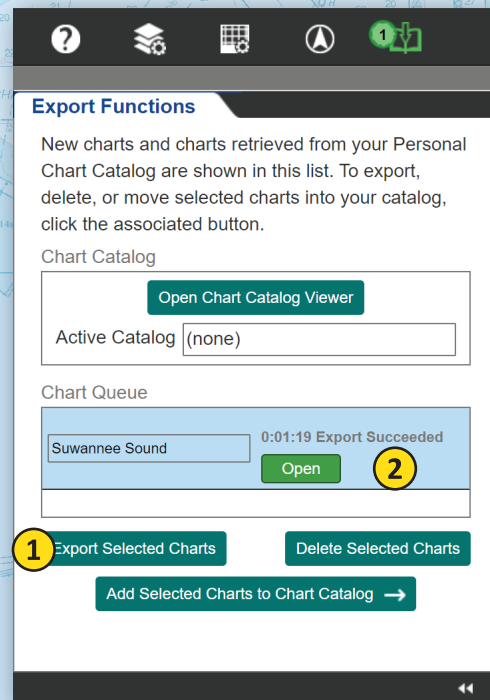 ?
1
Export Functions
New charts and charts retrieved from your Personal
Chart Catalog are shown in this list. To export,
delete, or move selected charts into your catalog,
click the associated button.
Chart Catalog
Open Chart Catalog Viewer
Active Catalog (none)
Chart Queue
Suwannee Sound
0:01:19 Export Succeeded
Open
2
1
Export Selected Charts
Delete Selected Charts
Add Selected Charts to Chart Catalog →